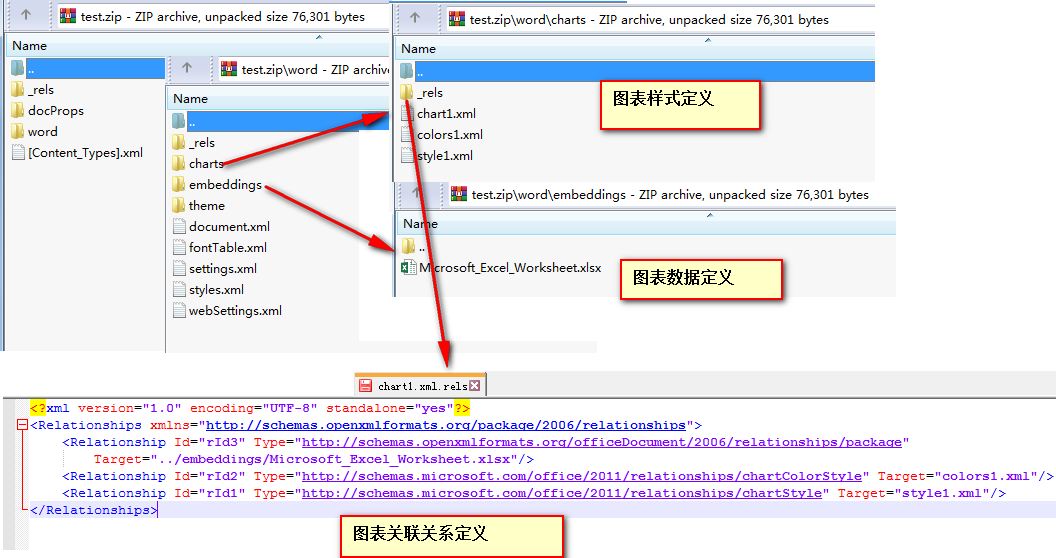 test.zip - ZIP archive, unpacked size 76,301 bytes
Name
..
_rels
docProps
word
[Content_Types].xml
test.zip\word - ZIP archive
Name
..
_rels
charts
embeddings
theme
document.xml
fontTable.xml
settings.xml
styles.xml
webSettings.xml
test.zip\word\charts - ZIP archive, unpacked size 76,301 bytes
Name
..
_rels
chart1.xml
colors1.xml
style1.xml
图表样式定义
test.zip\word\embeddings - ZIP archive, unpacked size 76,301 bytes
Name
..
Microsoft_Excel_Worksheet.xlsx
图表数据定义
chart1.xml.rels
<?xml version="1.0" encoding="UTF-8" standalone="yes"?>
<Relationships xmlns="http://schemas.openxmlformats.org/package/2006/relationships">
<Relationship Id="rId3" Type="http://schemas.openxmlformats.org/officeDocument/2006/relationships/package"
Target="../embeddings/Microsoft_Excel_Worksheet.xlsx"/>
<Relationship Id="rId2" Type="http://schemas.microsoft.com/office/2011/relationships/chartColorStyle" Target="colors1.xml"/>
<Relationship Id="rId1" Type="http://schemas.microsoft.com/office/2011/relationships/chartStyle" Target="style1.xml"/>
</Relationships>
图表关联关系定义